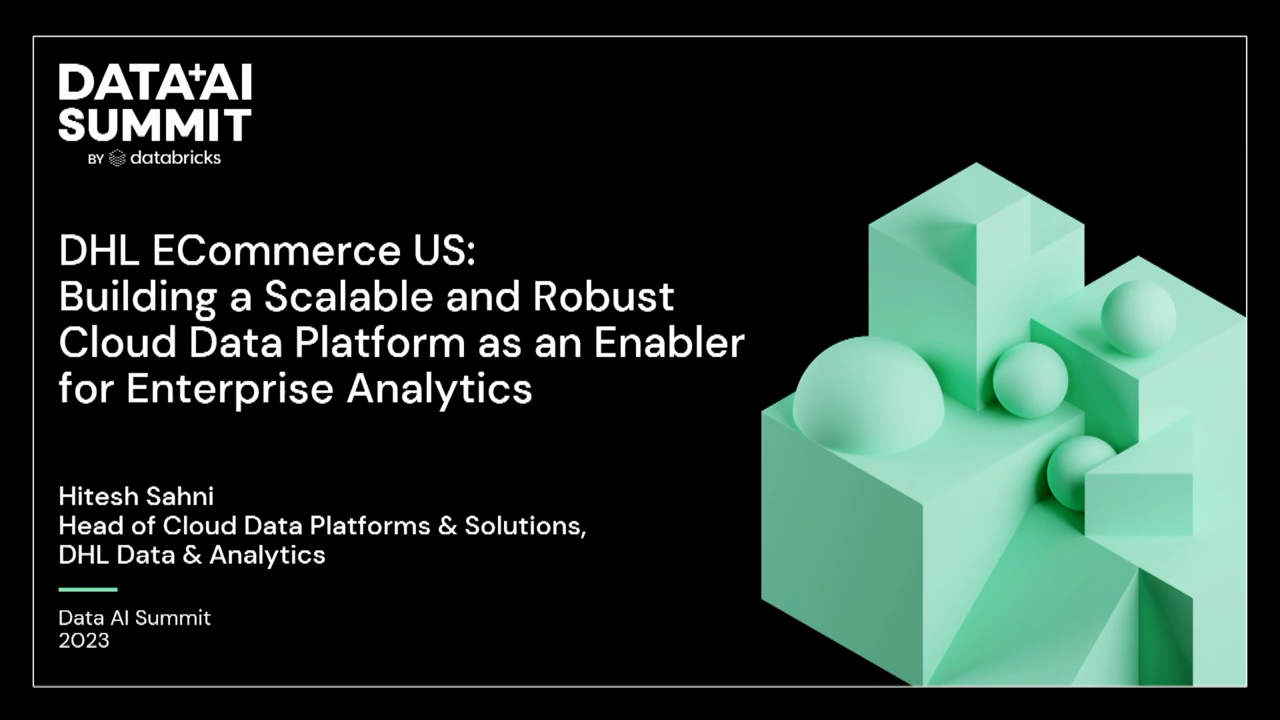 DATA+AI
SUMMIT
BY databricks
DHL ECommerce US:
Building a Scalable and Robust
Cloud Data Platform as an Enabler
for Enterprise Analytics
Hitesh Sahni
Head of Cloud Data Platforms & Solutions,
DHL Data & Analytics
Data AI Summit
2023